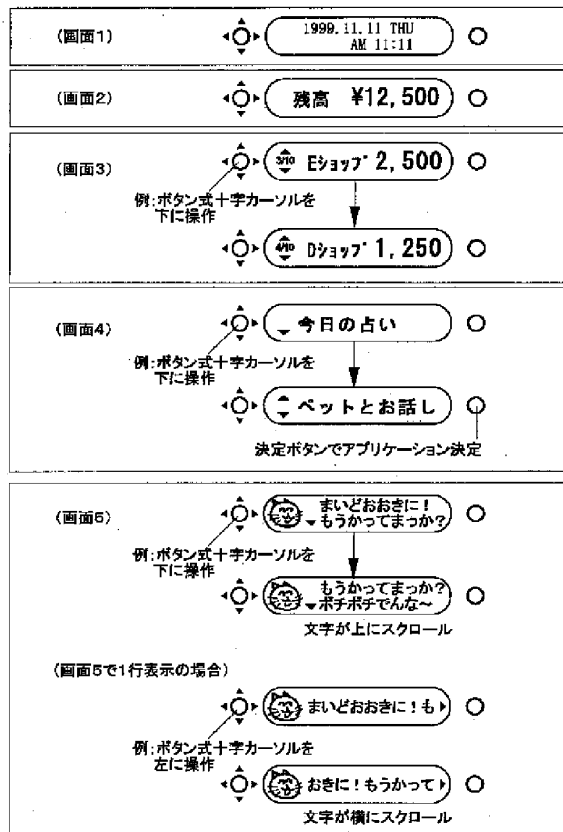 (画面1)
1999.11.11 THU
AM 11:11
(画面2)
残高 ¥12,500
(画面3)
3/10 Eショップ 2,500
例:ボタン式十字カーソルを
下に操作
4/10 Dショップ 1,250
(画面4)
今日の占い
例:ボタン式十字カーソルを
下に操作
ペットとお話し
決定ボタンでアプリケーション決定
(画面5)
まいどおおきに!
もうかってまっか?
例:ボタン式十字カーソルを
下に操作
もうかってまっか?
ボチボチでんな~
文字が上にスクロール
(画面5で1行表示の場合)
まいどおおきに!も
例:ボタン式十字カーソルを
左に操作
おきに!もうかって
文字が横にスクロール